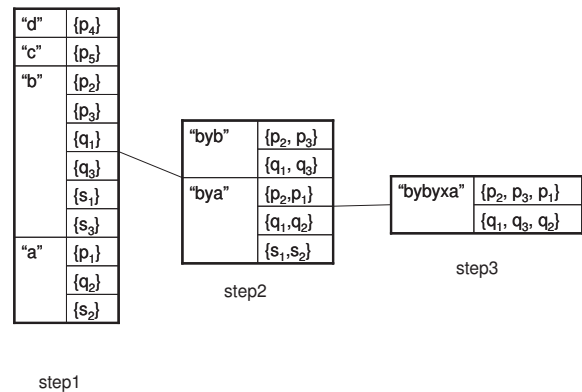 “d” {p₄}
“c” {p₅}
“b” {p₂}
{p₃}
{q₁}
{q₃}
{s₁}
{s₃}
“a” {p₁}
{q₂}
{s₂}
step1
“byb” {p₂, p₃}
{q₁, q₃}
“bya” {p₂,p₁}
{q₁,q₂}
{s₁,s₂}
step2
“bybyxa” {p₂, p₃, p₁}
{q₁, q₃, q₂}
step3